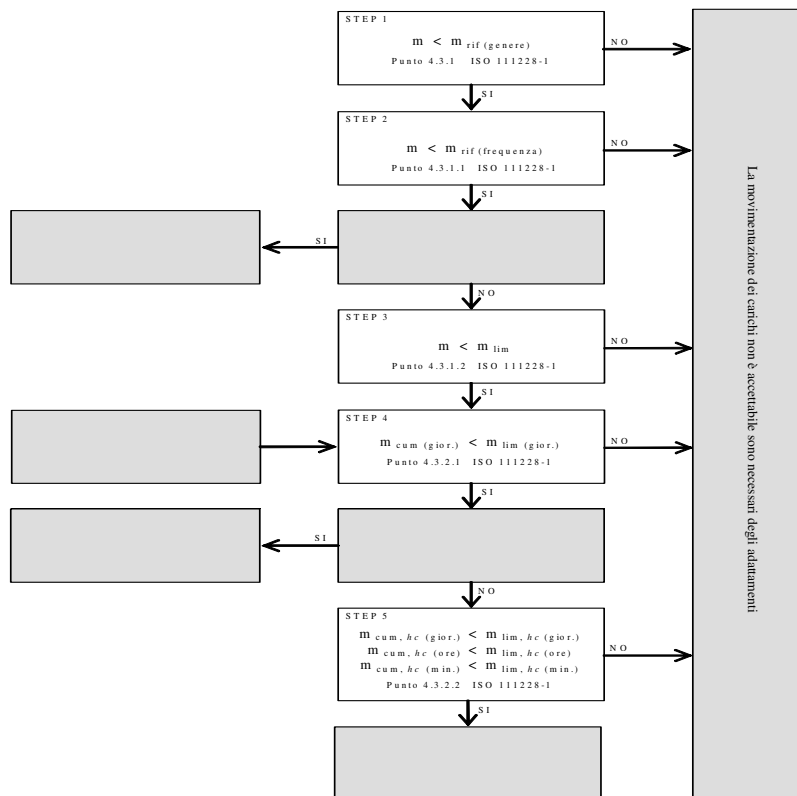 STEP 1
m < m rif (genere)
Punto 4.3.1 ISO 111228-1
NO
SI
STEP 2
m < m rif (frequenza)
Punto 4.3.1.1 ISO 111228-1
NO
SI
SI
NO
STEP 3
m < m lim
Punto 4.3.1.2 ISO 111228-1
NO
SI
STEP 4
m cum (gior.) < m lim (gior.)
Punto 4.3.2.1 ISO 111228-1
NO
SI
SI
NO
STEP 5
m cum, hc (gior.) < m lim, hc (gior.)
m cum, hc (ore) < m lim, hc (ore)
m cum, hc (min.) < m lim, hc (min.)
Punto 4.3.2.2 ISO 111228-1
NO
SI
La movimentazione dei carichi non è accettabile sono necessari degli adattamenti